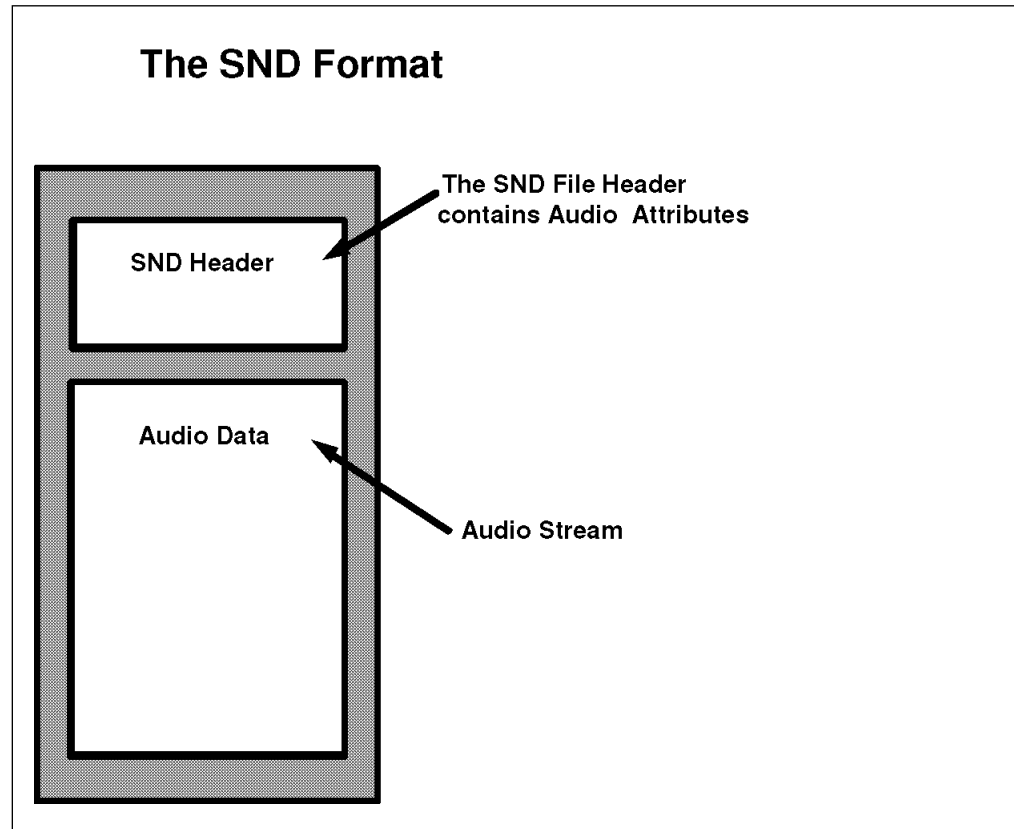 The SND Format
The SND File Header
contains Audio Attributes
SND Header
Audio Data
Audio Stream